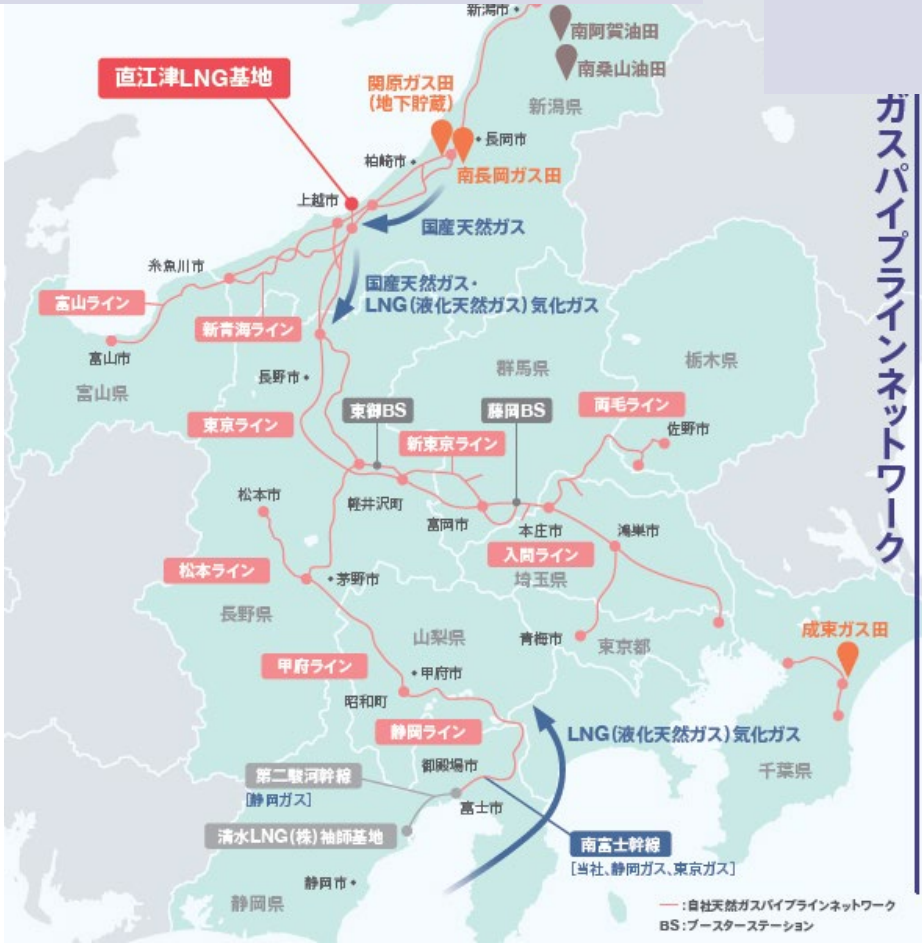 ガスパイプラインネットワーク
新潟市
南阿賀油田
南桑山油田
新潟県
直江津LNG基地
関原ガス田
(地下貯蔵)
長岡市
柏崎市
南長岡ガス田
上越市
国産天然ガス
糸魚川市
国産天然ガス・
LNG(液化天然ガス)気化ガス
富山ライン
新青海ライン
富山市
富山県
長野市
群馬県
栃木県
東京ライン
東御BS
藤岡BS
両毛ライン
佐野市
新東京ライン
松本市
軽井沢町
富岡市
本庄市
鴻巣市
入間ライン
埼玉県
松本ライン
茅野市
長野県
山梨県
青梅市
東京都
成東ガス田
甲府ライン
甲府市
昭和町
静岡ライン
LNG(液化天然ガス)気化ガス
千葉県
御殿場市
第二駿河幹線
[静岡ガス]
富士市
清水LNG(株)袖師基地
南富士幹線
[当社、静岡ガス、東京ガス]
静岡市
静岡県
:自社天然ガスパイプラインネットワーク
BS:ブースターステーション